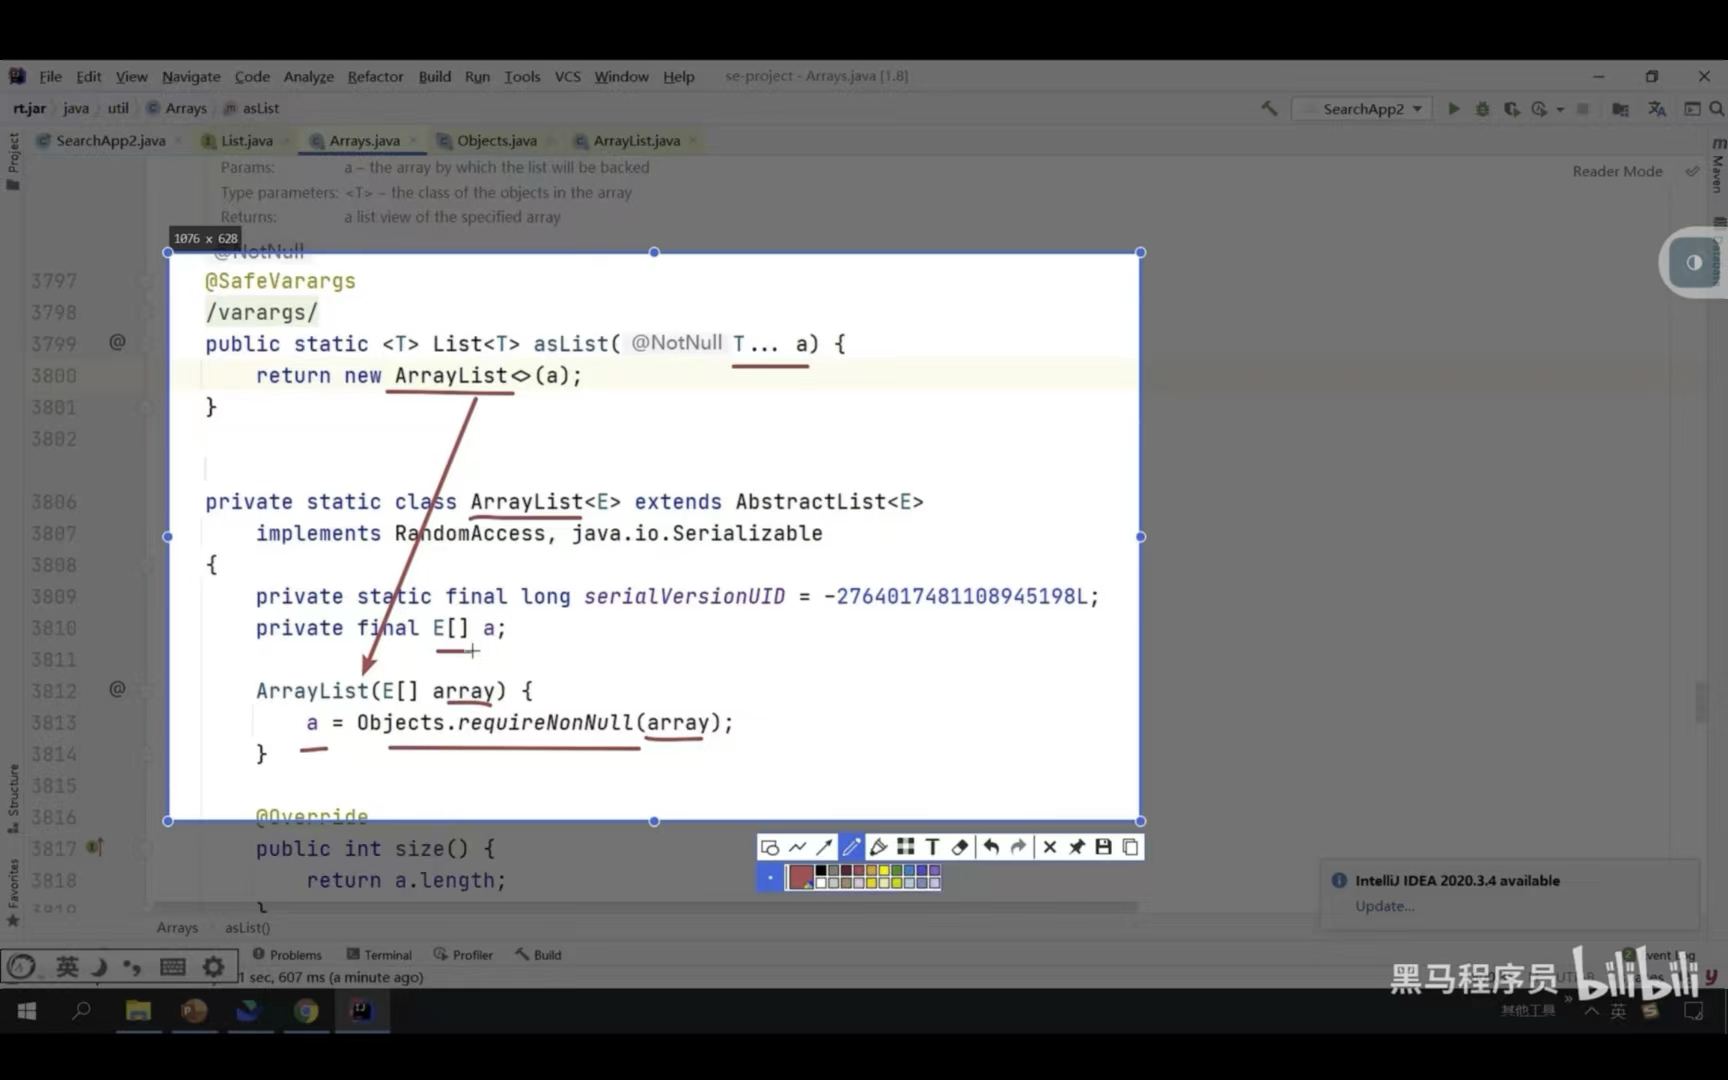 File Edit View Navigate Code Analyze Refactor Build Run Tools VCS Window Help se-project - Arrays.java [1.8]
rt.jar java util Arrays asList SearchApp2
SearchApp2.java List.java Arrays.java Objects.java ArrayList.java
Project
Maven
Database
Structure
Favorites
Params: a – the array by which the list will be backed
Type parameters: <T> – the class of the objects in the array
Returns: a list view of the specified array
Reader Mode
1076 x 628
@NotNull
3797 @SafeVarargs
3798 /varargs/
3799 @ public static <T> List<T> asList( @NotNull T... a) {
3800 return new ArrayList<>(a);
3801 }
3802
3806 private static class ArrayList<E> extends AbstractList<E>
3807 implements RandomAccess, java.io.Serializable
3808 {
3809 private static final long serialVersionUID = -2764017481108945198L;
3810 private final E[] a;
3811
3812 @ ArrayList(E[] array) {
3813 a = Objects.requireNonNull(array);
3814 }
3815
3816 @Override
3817 public int size() {
3818 return a.length;
3819 }
IntelliJ IDEA 2020.3.4 available
Update...
Arrays asList()
Problems Terminal Profiler Build
英
1 sec, 607 ms (a minute ago)
黑马程序员 bilibili
其他工具 英